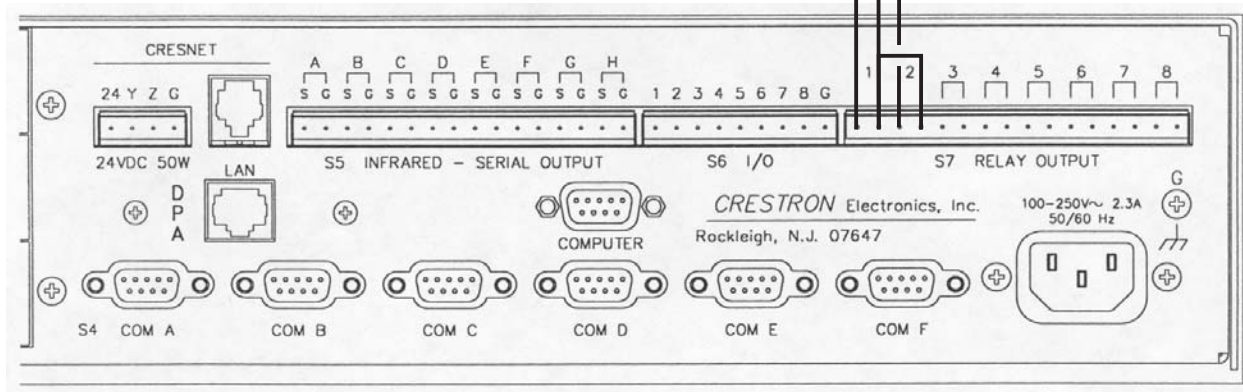 CRESNET
A B C D E F G H
1 2 3 4 5 6 7 8
24 Y Z G
S G S G S G S G S G S G S G S G
1 2 3 4 5 6 7 8 G
24VDC 50W
S5 INFRARED - SERIAL OUTPUT
S6 I/O
S7 RELAY OUTPUT
LAN
D
P
A
COMPUTER
CRESTRON Electronics, Inc.
Rockleigh, N.J. 07647
100-250V~ 2.3A
50/60 Hz
G
S4
COM A
COM B
COM C
COM D
COM E
COM F